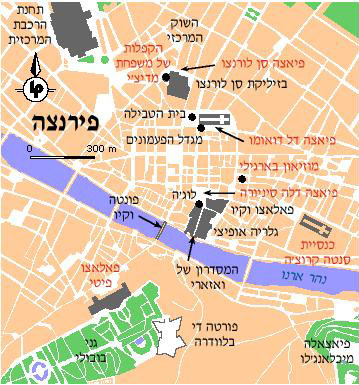 תחנת
הרכבת
המרכזית
השוק
המרכזי
הקפלות
של משפחת
מדיצ'י
פיאצה סן לורנצו
בזיליקת סן לורנצו
פירנצה
300 m
0
בית הטבילה
מגדל הפעמונים
פיאצה דל דואומו
מוזיאון בארג'לי
פיאצה דלה סיניורה
לוג'יה
פאלאצו וקיו
גלריה אופיצי
פונטה
וקיו
כנסיית
סנטה קרוצ'ה
המסדרון של
ואזארי
נהר ארנו
פאלאצו
פיטי
גני
בובולי
פורטה די
בלוודרה
פיאצאלה
מיכלאנג'לו